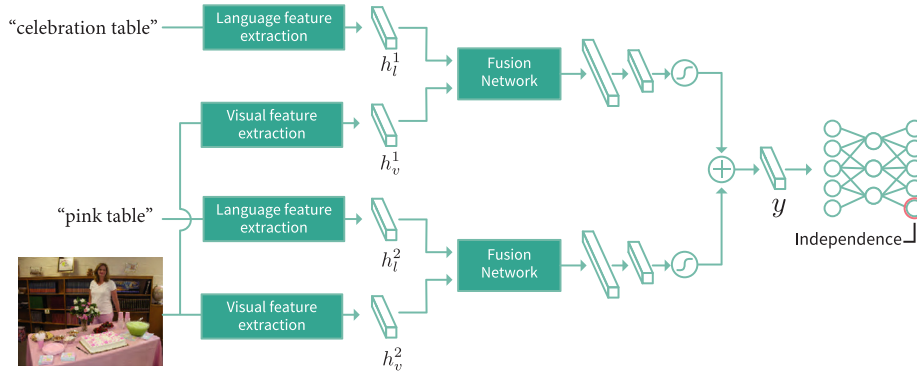 “celebration table”
Language feature
extraction
h_l^1
Fusion
Network
Visual feature
extraction
h_v^1
“pink table”
Language feature
extraction
h_l^2
Fusion
Network
Visual feature
extraction
h_v^2
y
Independence